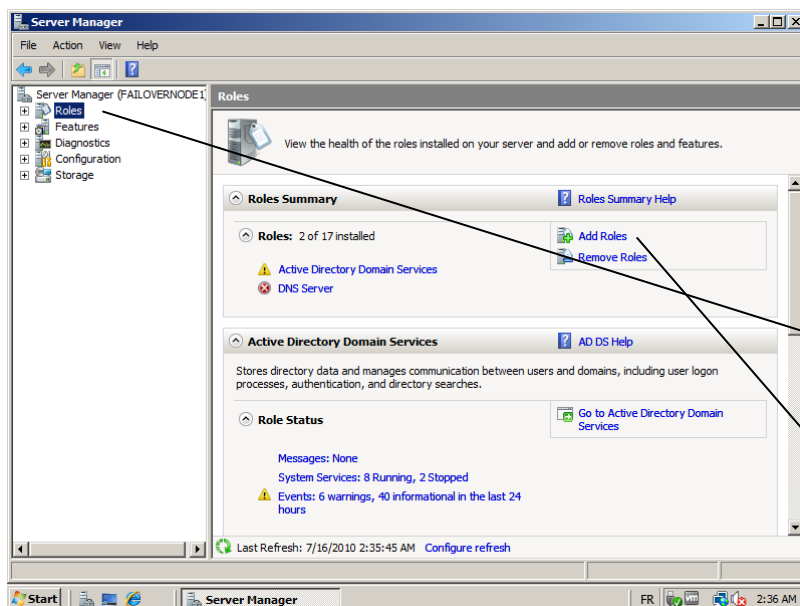 Server Manager
File Action View Help
Server Manager (FAILOVERNODE1)
Roles
Features
Diagnostics
Configuration
Storage
Roles
View the health of the roles installed on your server and add or remove roles and features.
Roles Summary
Roles Summary Help
Roles: 2 of 17 installed
Add Roles
Remove Roles
Active Directory Domain Services
DNS Server
Active Directory Domain Services
AD DS Help
Stores directory data and manages communication between users and domains, including user logon
processes, authentication, and directory searches.
Role Status
Go to Active Directory Domain
Services
Messages: None
System Services: 8 Running, 2 Stopped
Events: 6 warnings, 40 informational in the last 24
hours
Last Refresh: 7/16/2010 2:35:45 AM Configure refresh
Start
Server Manager
FR
2:36 AM